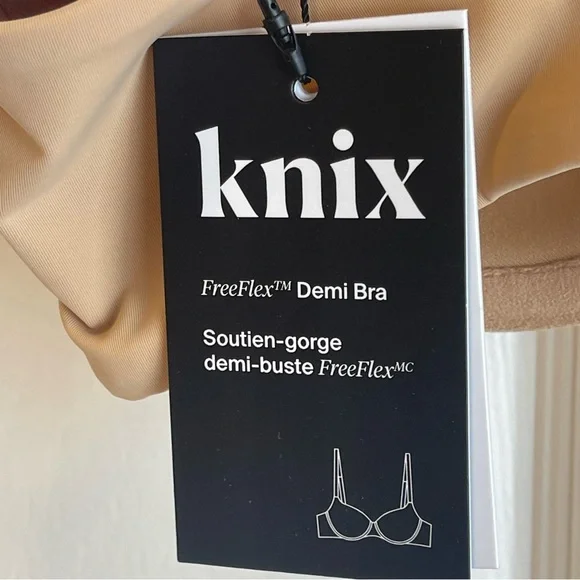 knix
FreeFlex™ Demi Bra
Soutien-gorge
demi-buste FreeFlexᴹᶜ